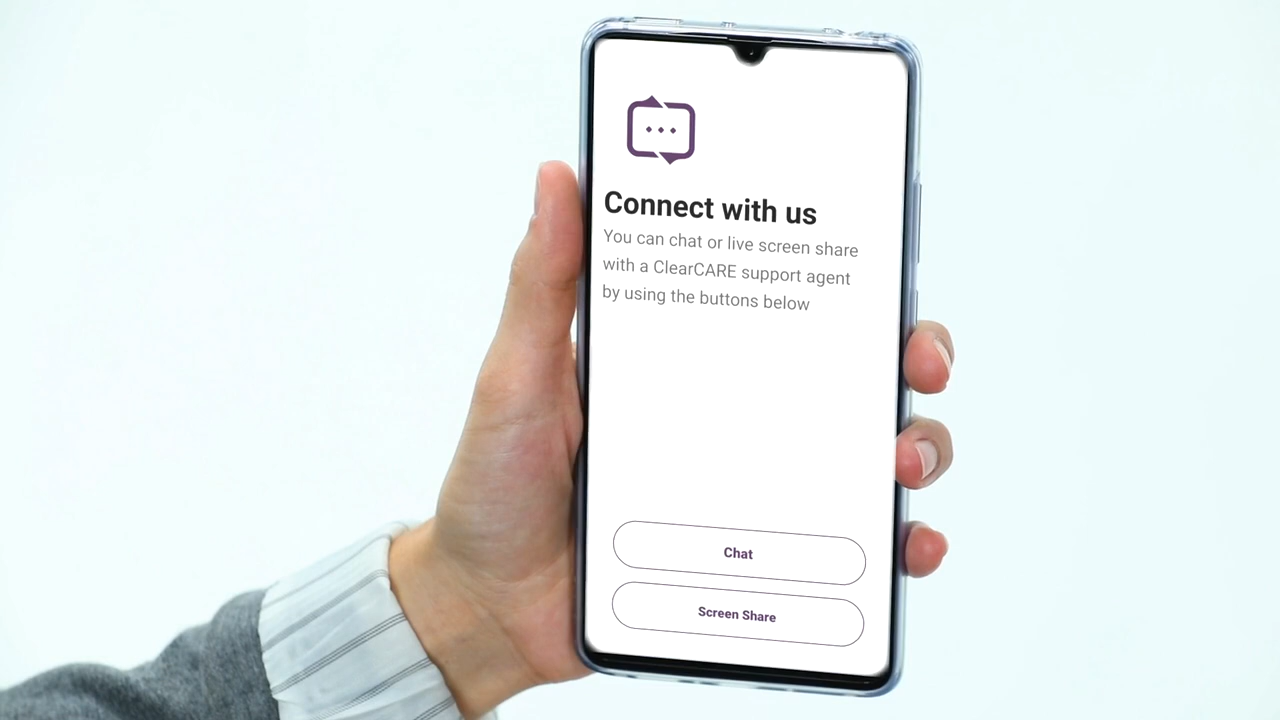 Connect with us
You can chat or live screen share
with a ClearCARE support agent
by using the buttons below
Chat
Screen Share